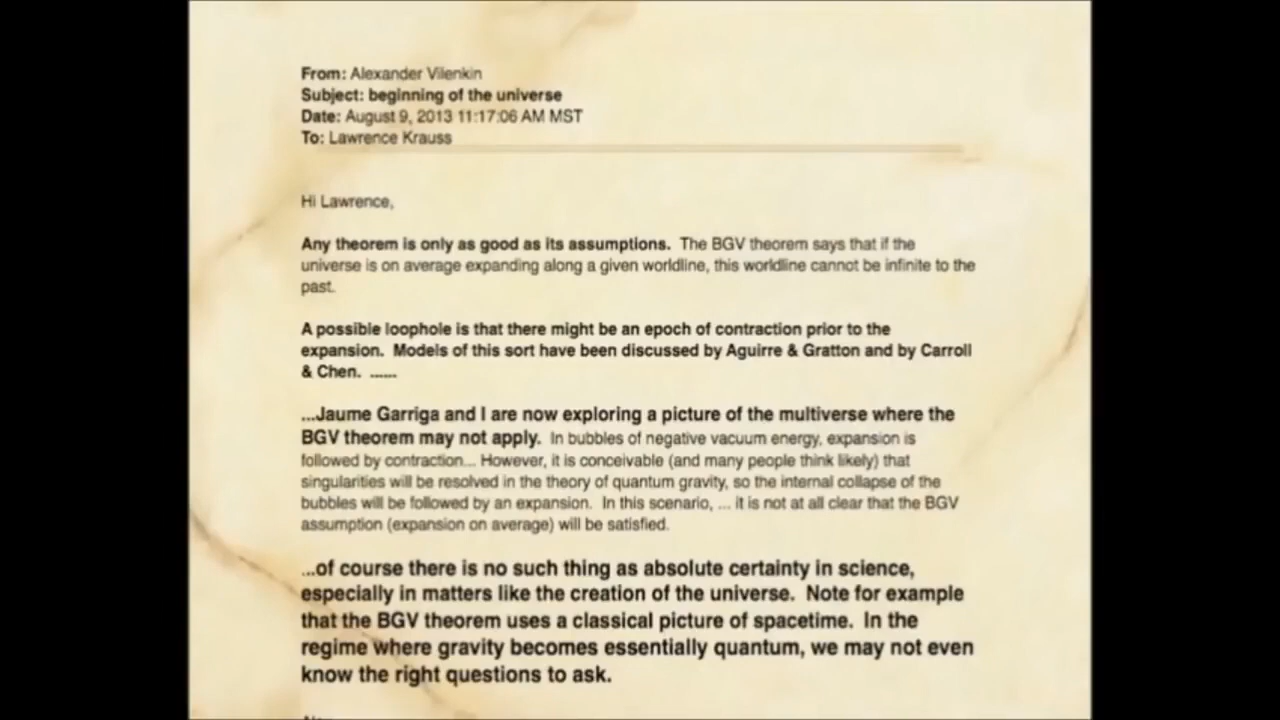 From: Alexander Vilenkin
Subject: beginning of the universe
Date: August 9, 2013 11:17:06 AM MST
To: Lawrence Krauss
Hi Lawrence,
Any theorem is only as good as its assumptions. The BGV theorem says that if the
universe is on average expanding along a given worldline, this worldline cannot be infinite to the
past.
A possible loophole is that there might be an epoch of contraction prior to the
expansion. Models of this sort have been discussed by Aguirre & Gratton and by Carroll
& Chen. ......
...Jaume Garriga and I are now exploring a picture of the multiverse where the
BGV theorem may not apply. In bubbles of negative vacuum energy, expansion is
followed by contraction... However, it is conceivable (and many people think likely) that
singularities will be resolved in the theory of quantum gravity, so the internal collapse of the
bubbles will be followed by an expansion. In this scenario, ... it is not at all clear that the BGV
assumption (expansion on average) will be satisfied.
...of course there is no such thing as absolute certainty in science,
especially in matters like the creation of the universe. Note for example
that the BGV theorem uses a classical picture of spacetime. In the
regime where gravity becomes essentially quantum, we may not even
know the right questions to ask.